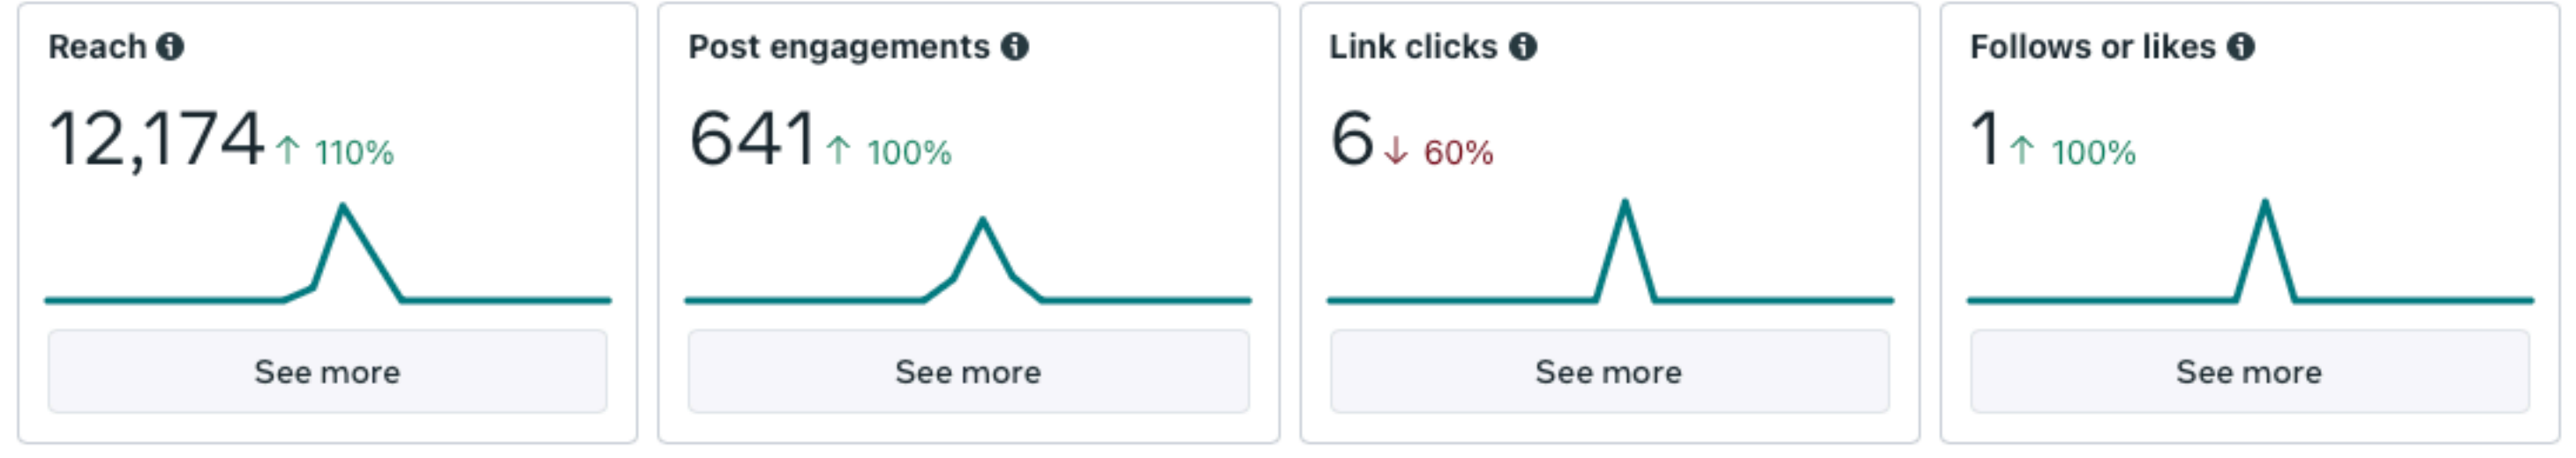 Reach
12,174 ↑ 110%
See more
Post engagements
641 ↑ 100%
See more
Link clicks
6 ↓ 60%
See more
Follows or likes
1 ↑ 100%
See more